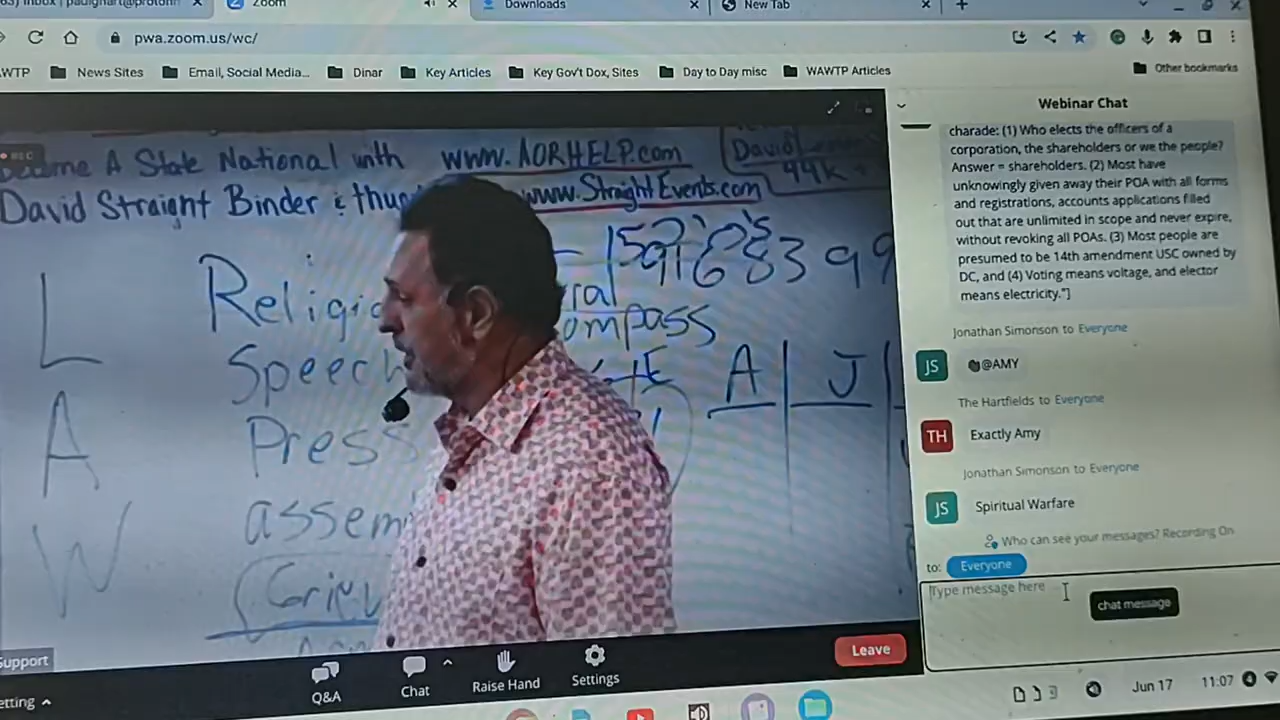 Zoom
Downloads
New Tab
pwa.zoom.us/wc/
WTP
News Sites
Email, Social Media...
Dinar
Key Articles
Key Gov't Dox, Sites
Day to Day misc
WAWTP Articles
Other bookmarks
Become A State National with www.AORHELP.com
David Straight Binder & thu www.StraightEvents.com
David
44k
L
A
W
Religio
Speech
Press
assem
ral
ompass
A
J
Webinar Chat
charade: (1) Who elects the officers of a
corporation, the shareholders or we the people?
Answer = shareholders. (2) Most have
unknowingly given away their POA with all forms
and registrations, accounts applications filled
out that are unlimited in scope and never expire,
without revoking all POAs. (3) Most people are
presumed to be 14th amendment USC owned by
DC, and (4) Voting means voltage, and elector
means electricity."]
Jonathan Simonson to Everyone
JS
@AMY
The Hartfields to Everyone
TH
Exactly Amy
Jonathan Simonson to Everyone
JS
Spiritual Warfare
Who can see your messages? Recording On
to: Everyone
Type message here
chat message
Support
etting
Q&A
Chat
Raise Hand
Settings
Leave
Jun 17
11:07